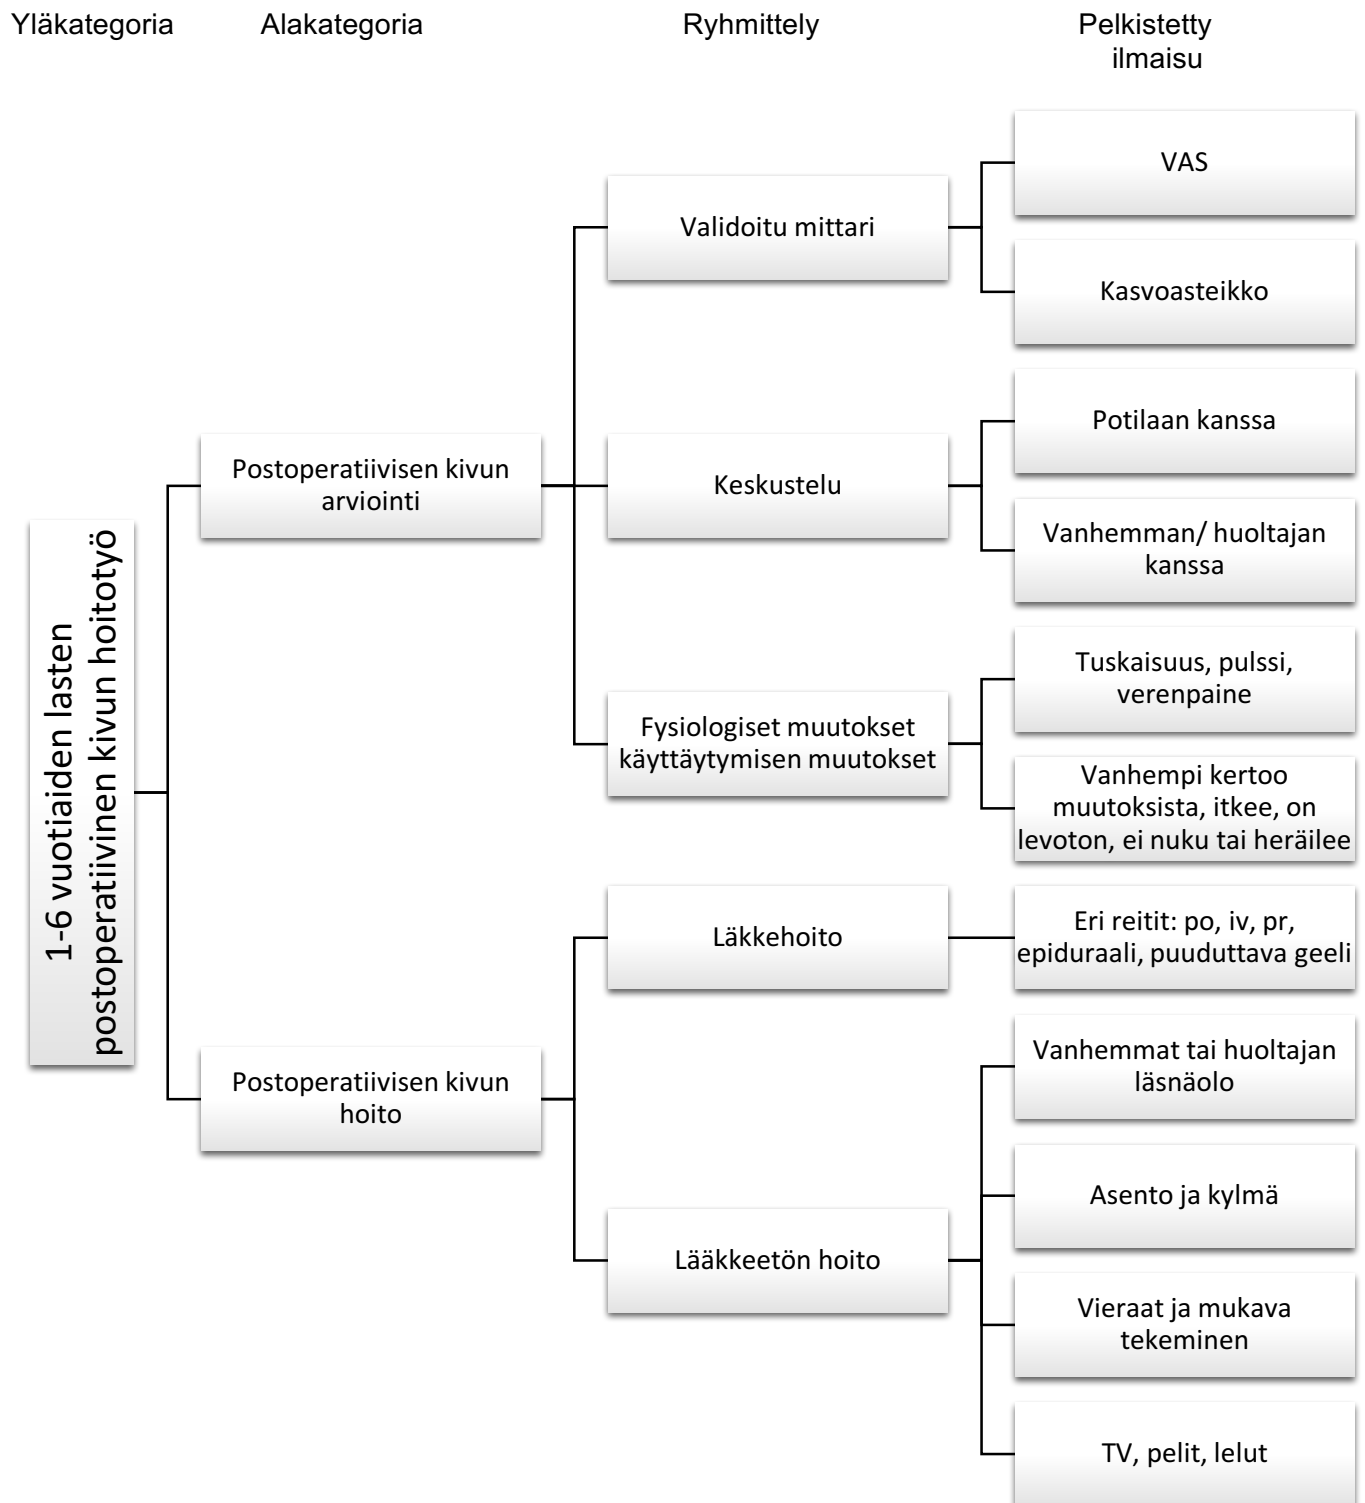 Yläkategoria
Alakategoria
Ryhmittely
Pelkistetty
ilmaisu
1-6 vuotiaiden lasten
postoperatiivinen kivun hoitotyö
Postoperatiivisen kivun
arviointi
Validoitu mittari
VAS
Kasvoasteikko
Keskustelu
Potilaan kanssa
Vanhemman/ huoltajan
kanssa
Fysiologiset muutokset
käyttäytymisen muutokset
Tuskaisuus, pulssi,
verenpaine
Vanhempi kertoo
muutoksista, itkee, on
levoton, ei nuku tai heräilee
Postoperatiivisen kivun
hoito
Läkkehoito
Eri reitit: po, iv, pr,
epiduraali, puuduttava geeli
Lääkkeetön hoito
Vanhemmat tai huoltajan
läsnäolo
Asento ja kylmä
Vieraat ja mukava
tekeminen
TV, pelit, lelut